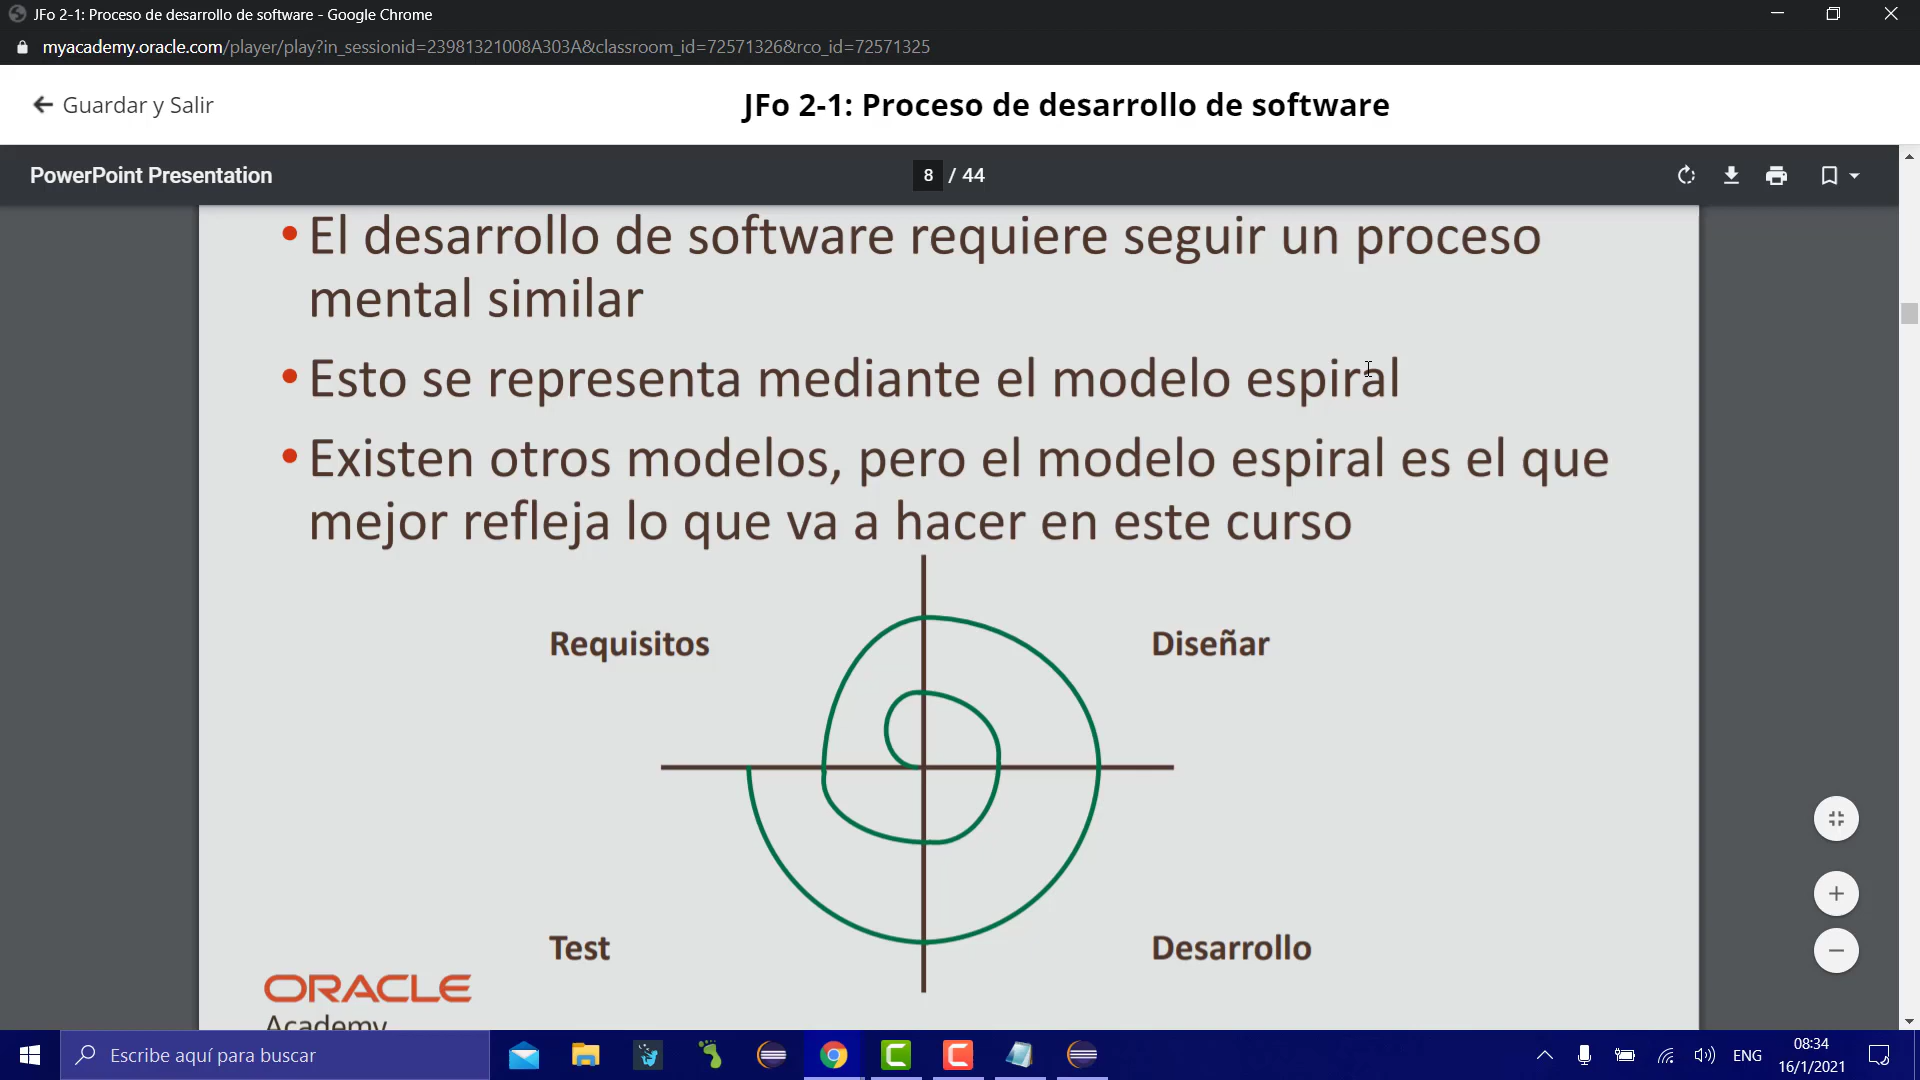 JFo 2-1: Proceso de desarrollo de software - Google Chrome
myacademy.oracle.com/player/play?in_sessionid=23981321008A303A&classroom_id=72571326&rco_id=72571325
Guardar y Salir
JFo 2-1: Proceso de desarrollo de software
PowerPoint Presentation
8 / 44
• El desarrollo de software requiere seguir un proceso
mental similar
• Esto se representa mediante el modelo espiral
• Existen otros modelos, pero el modelo espiral es el que
mejor refleja lo que va a hacer en este curso
Requisitos
Diseñar
Test
Desarrollo
ORACLE
Academy
Escribe aquí para buscar
ENG
08:34
16/1/2021